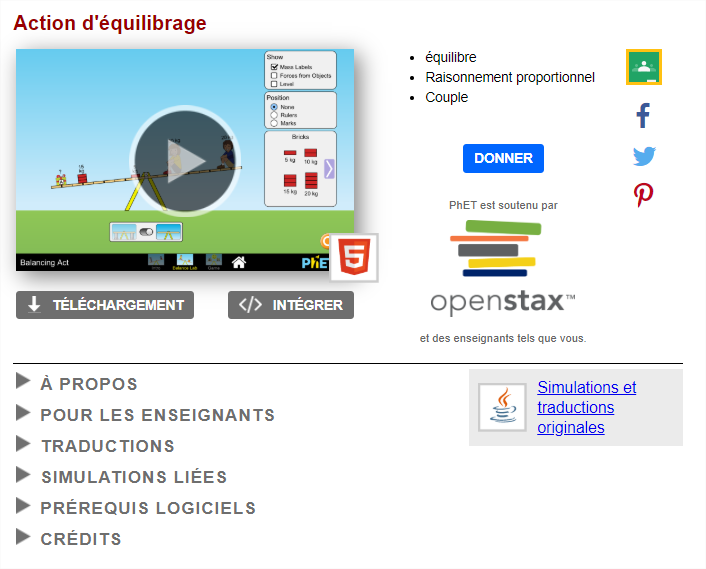 Action d'équilibrage
Show
Mass Labels
Forces from Objects
Level
Position
None
Rulers
Marks
Bricks
5 kg
10 kg
15 kg
20 kg
?
Balance Lab
Game
Balancing Act
PhET
5
équilibre
Raisonnement proportionnel
Couple
DONNER
PhET est soutenu par
openstax™
et des enseignants tels que vous.
TÉLÉCHARGEMENT
</> INTÉGRER
À PROPOS
POUR LES ENSEIGNANTS
TRADUCTIONS
SIMULATIONS LIÉES
PRÉREQUIS LOGICIELS
CRÉDITS
Simulations et
traductions
originales